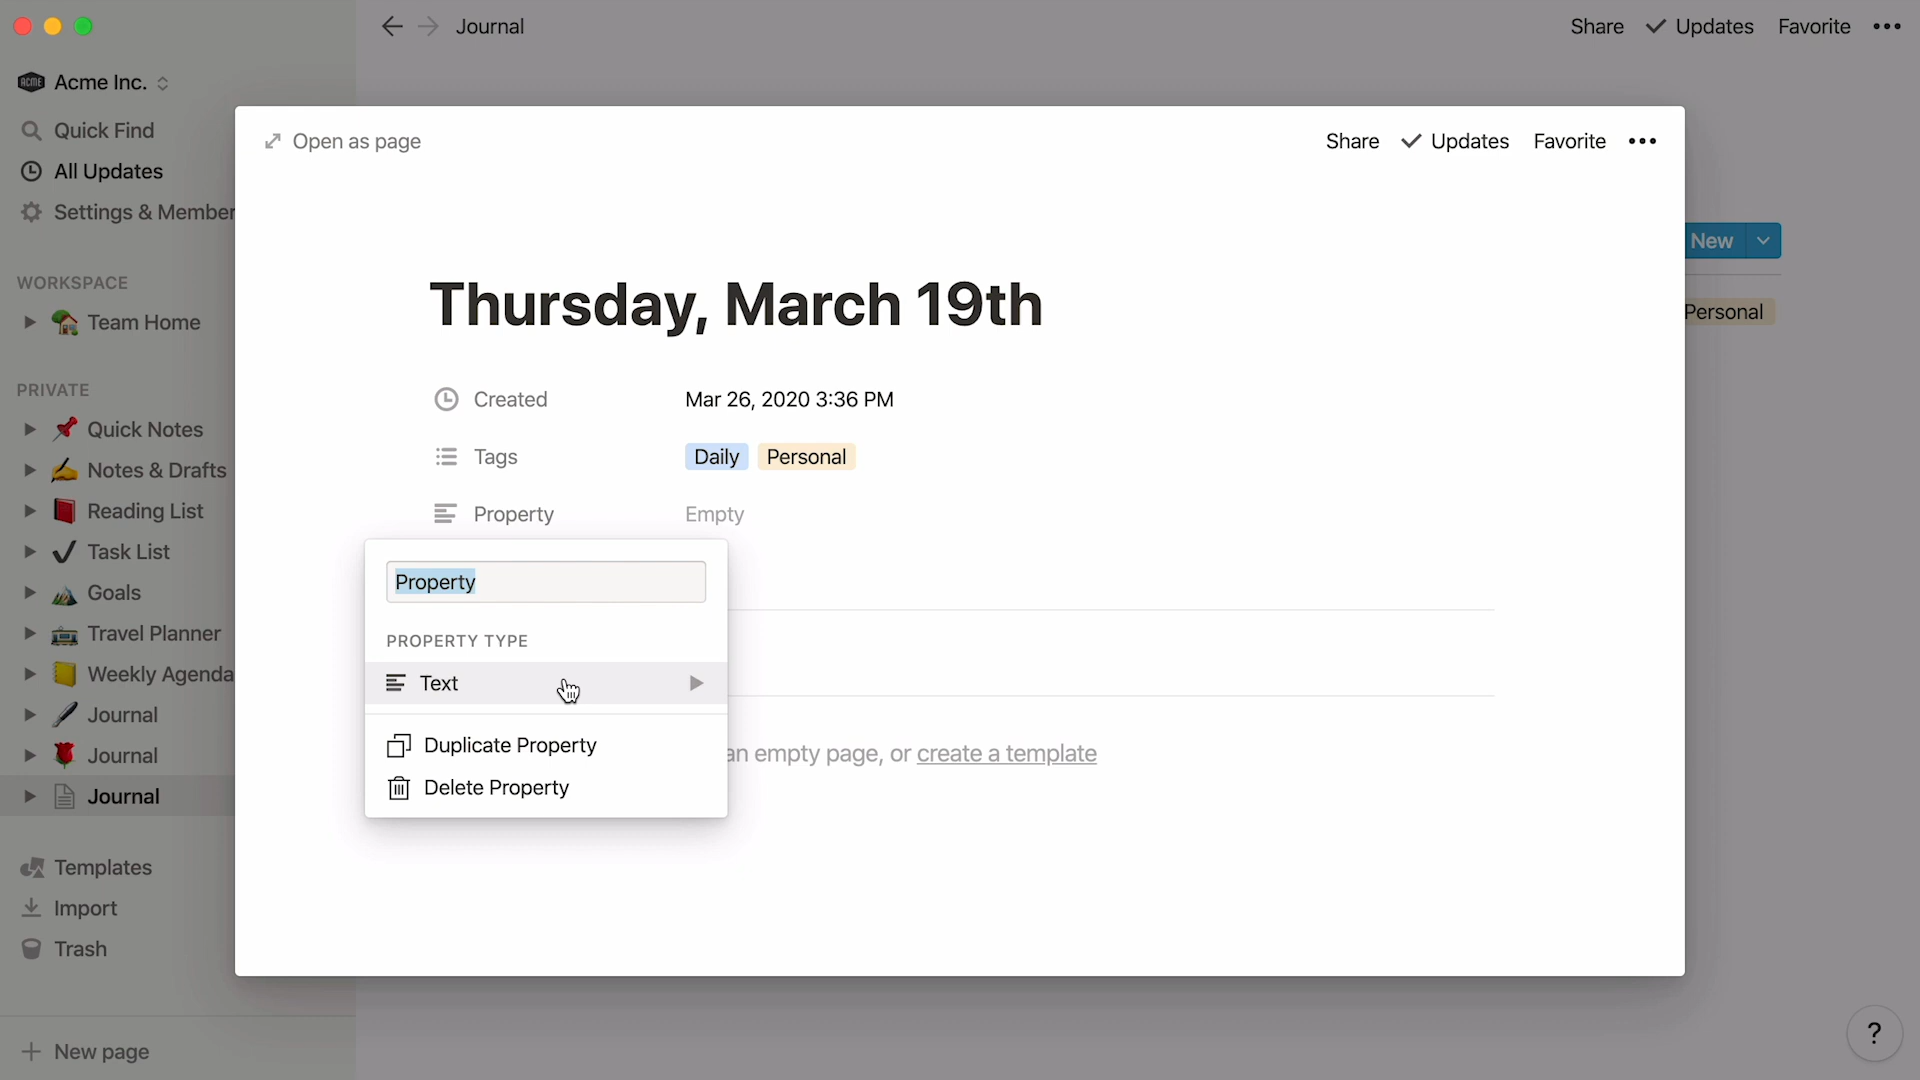 Journal
Share
Updates
Favorite
ACME Acme Inc.
Quick Find
All Updates
Settings & Member
WORKSPACE
Team Home
PRIVATE
Quick Notes
Notes & Drafts
Reading List
Task List
Goals
Travel Planner
Weekly Agenda
Journal
Journal
Journal
Templates
Import
Trash
New page
Open as page
Share
Updates
Favorite
Thursday, March 19th
Created Mar 26, 2020 3:36 PM
Tags Daily Personal
Property Empty
Property
PROPERTY TYPE
Text
Duplicate Property
Delete Property
an empty page, or create a template
New
Personal
?